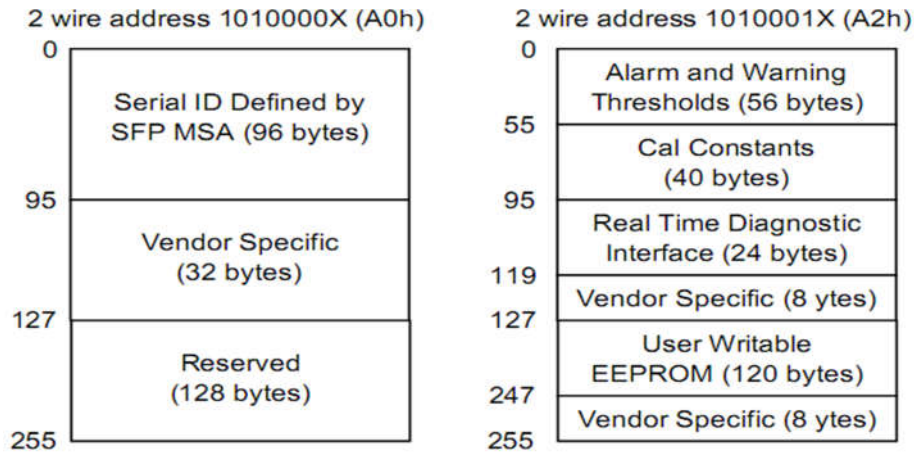 2 wire address 1010000X (A0h)
0
Serial ID Defined by
SFP MSA (96 bytes)
95
Vendor Specific
(32 bytes)
127
Reserved
(128 bytes)
255
2 wire address 1010001X (A2h)
0
Alarm and Warning
Thresholds (56 bytes)
55
Cal Constants
(40 bytes)
95
Real Time Diagnostic
Interface (24 bytes)
119
Vendor Specific (8 ytes)
127
User Writable
EEPROM (120 bytes)
247
Vendor Specific (8 ytes)
255